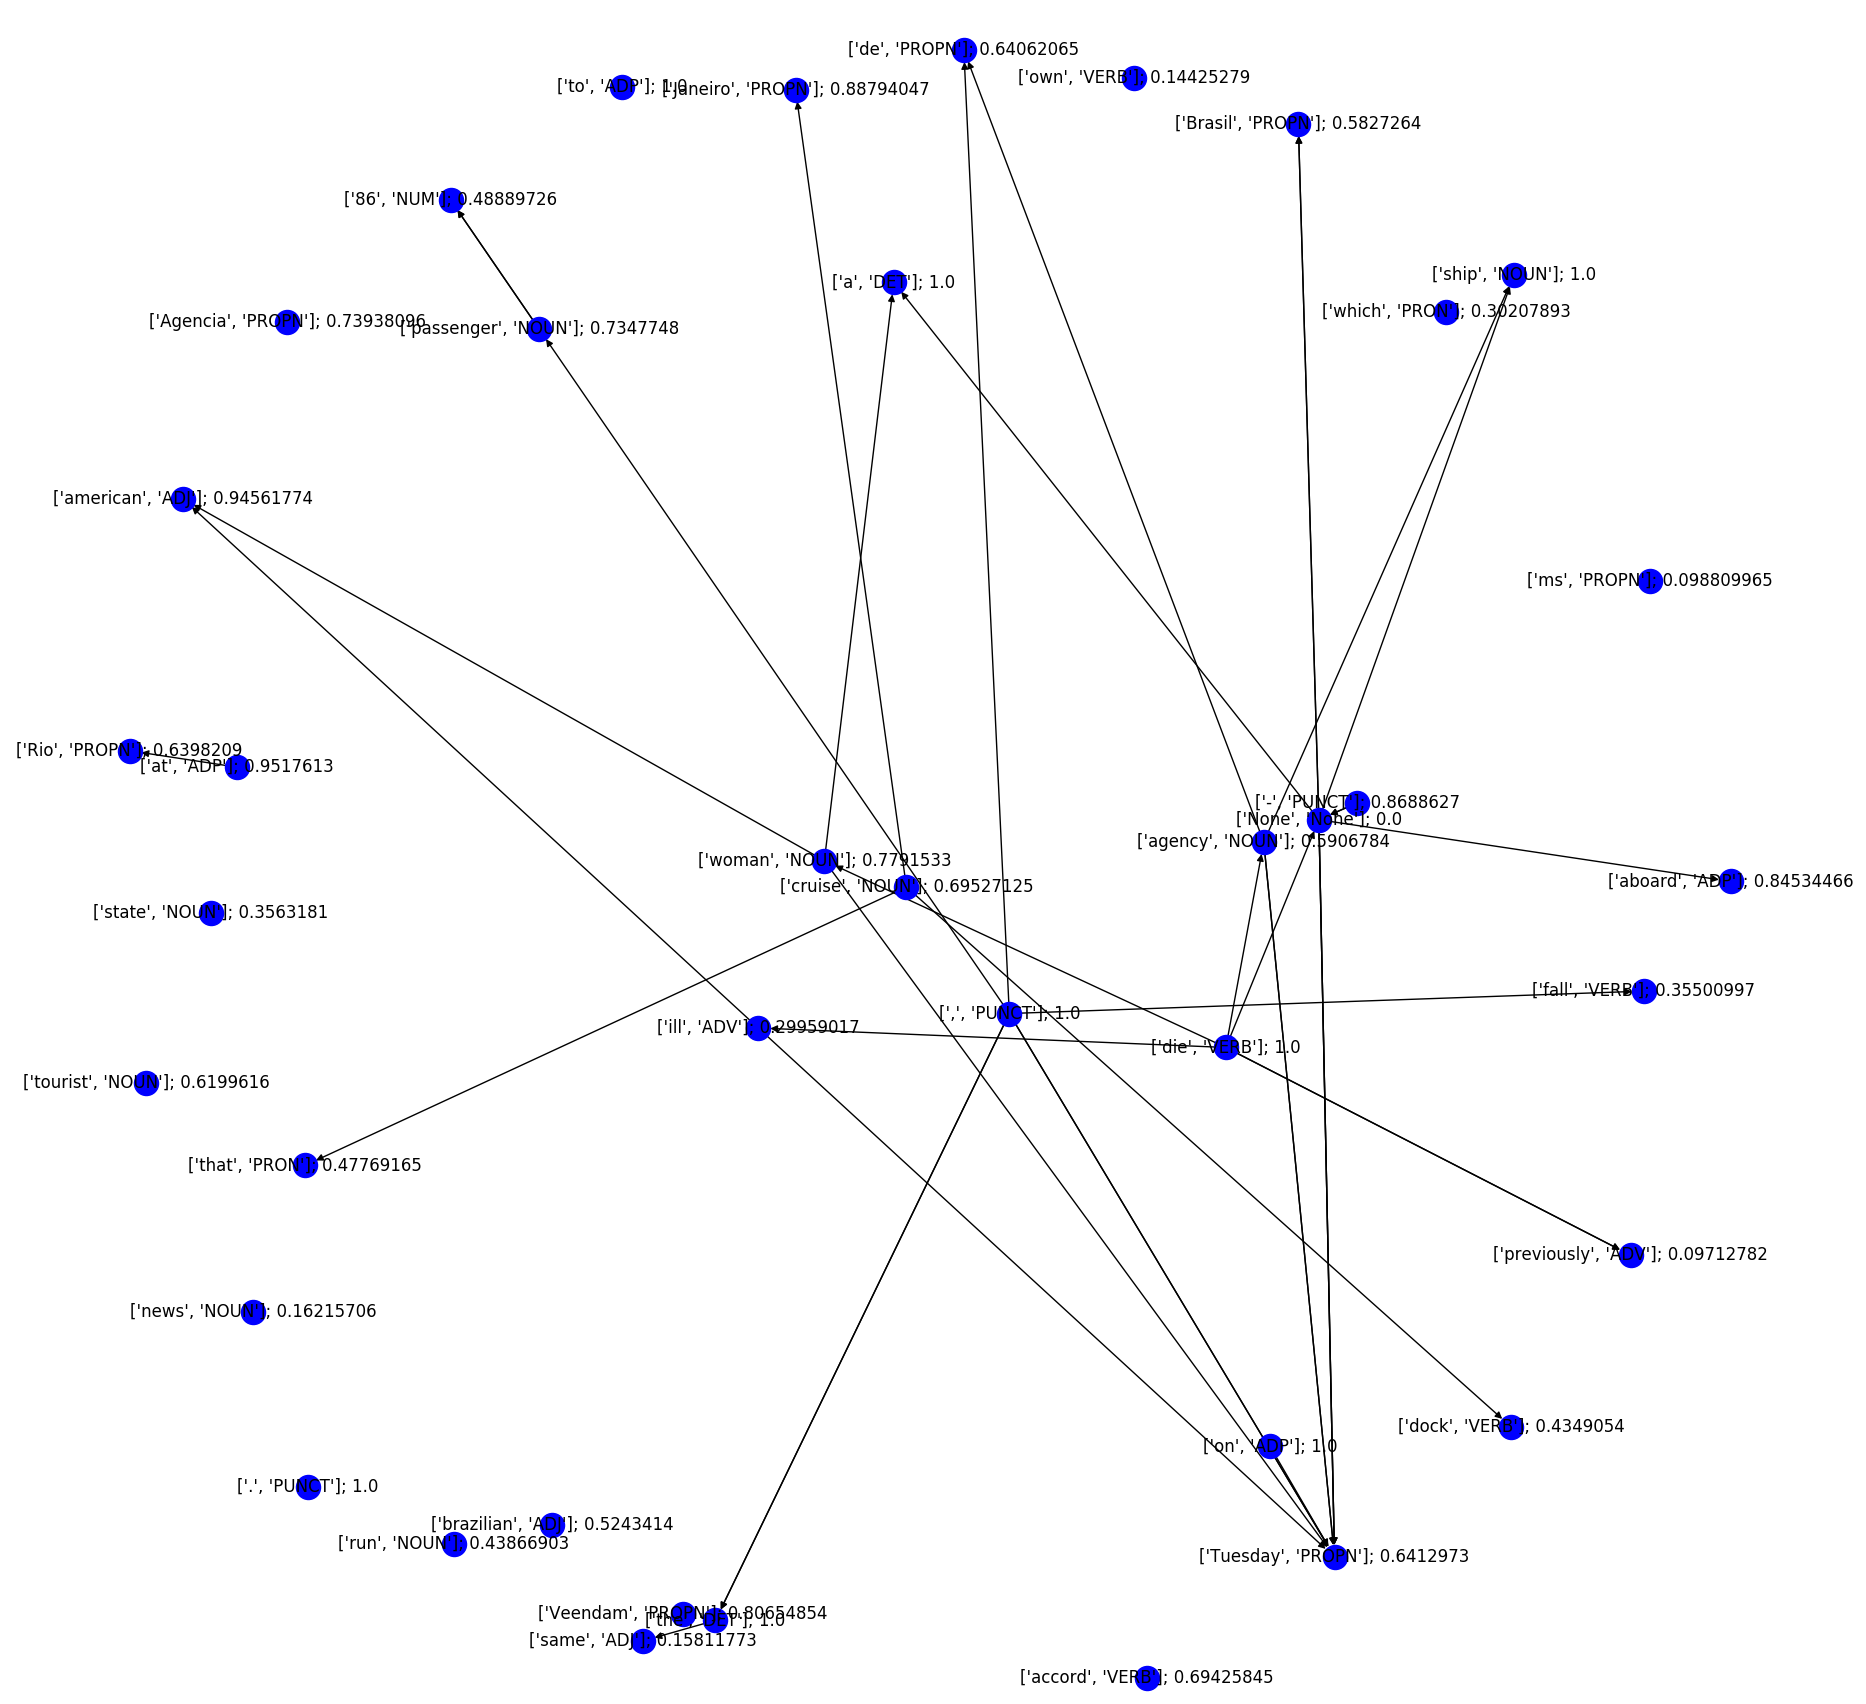 ['de', 'PROPN']; 0.64062065
['own', 'VERB']; 0.14425279
['to', 'ADP']; 1.0
['Janeiro', 'PROPN']; 0.88794047
['Brasil', 'PROPN']; 0.5827264
['86', 'NUM']; 0.48889726
['ship', 'NOUN']; 1.0
['a', 'DET']; 1.0
['which', 'PRON']; 0.30207893
['Agencia', 'PROPN']; 0.73938096
['passenger', 'NOUN']; 0.7347748
['american', 'ADJ']; 0.94561774
['ms', 'PROPN']; 0.098809965
['Rio', 'PROPN']; 0.6398209
['at', 'ADP']; 0.9517613
['-', 'PUNCT']; 0.8688627
['None', 'None']; 0.0
['agency', 'NOUN']; 0.5906784
['woman', 'NOUN']; 0.7791533
['aboard', 'ADP']; 0.84534466
['cruise', 'NOUN']; 0.69527125
['state', 'NOUN']; 0.3563181
['fall', 'VERB']; 0.35500997
[',', 'PUNCT']; 1.0
['ill', 'ADV']; 0.29959017
['die', 'VERB']; 1.0
['tourist', 'NOUN']; 0.6199616
['that', 'PRON']; 0.47769165
['previously', 'ADV']; 0.09712782
['news', 'NOUN']; 0.16215706
['dock', 'VERB']; 0.4349054
['on', 'ADP']; 1.0
['.', 'PUNCT']; 1.0
['brazilian', 'ADJ']; 0.5243414
['run', 'NOUN']; 0.43866903
['Tuesday', 'PROPN']; 0.6412973
['Veendam', 'PROPN']; 0.80654854
['the', 'DET']; 1.0
['same', 'ADJ']; 0.15811773
['accord', 'VERB']; 0.69425845